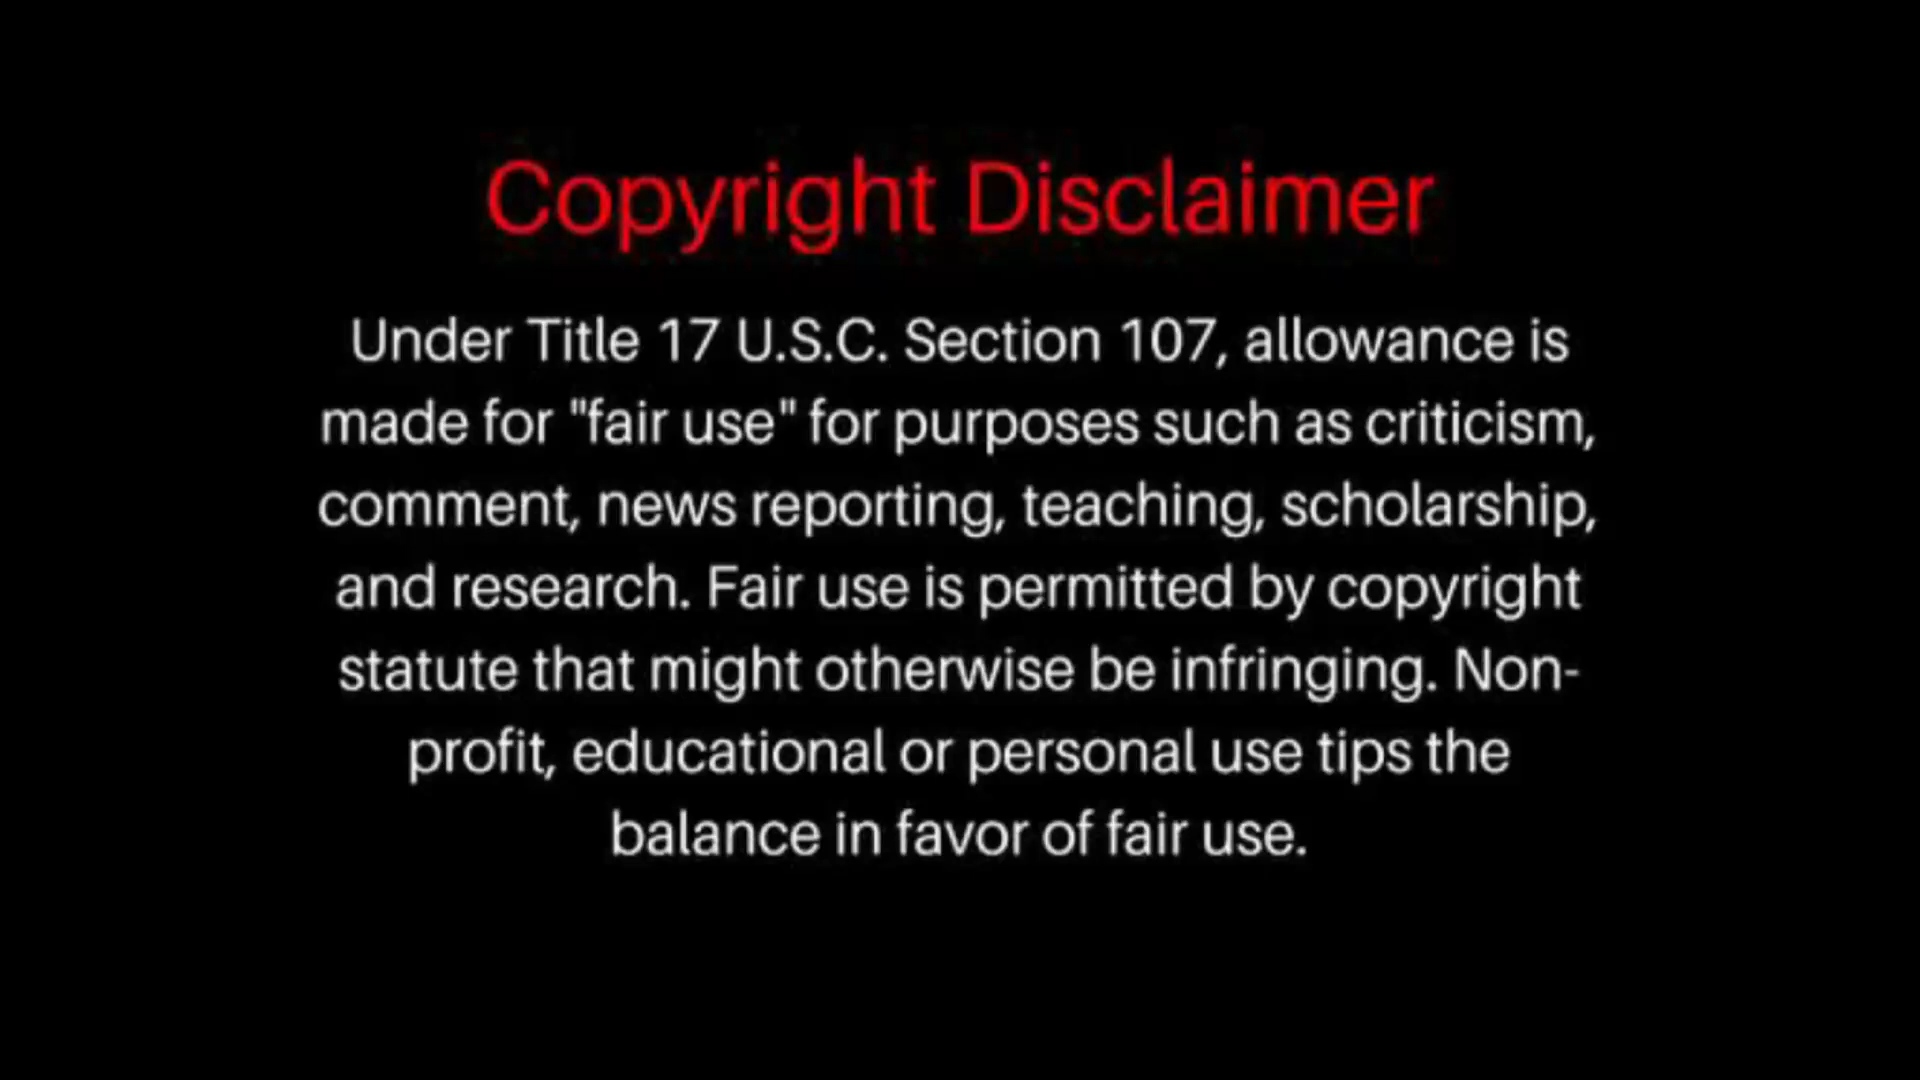 Copyright Disclaimer
Under Title 17 U.S.C. Section 107, allowance is
made for "fair use" for purposes such as criticism,
comment, news reporting, teaching, scholarship,
and research. Fair use is permitted by copyright
statute that might otherwise be infringing. Non-
profit, educational or personal use tips the
balance in favor of fair use.